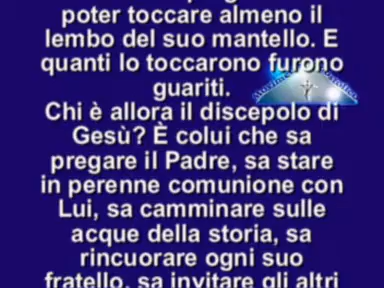 poter toccare almeno il
lembo del suo mantello. E
quanti lo toccarono furono
guariti.
Chi è allora il discepolo di
Gesù? È colui che sa
pregare il Padre, sa stare
in perenne comunione con
Lui, sa camminare sulle
acque della storia, sa
rincuorare ogni suo
fratello, sa invitare gli altri